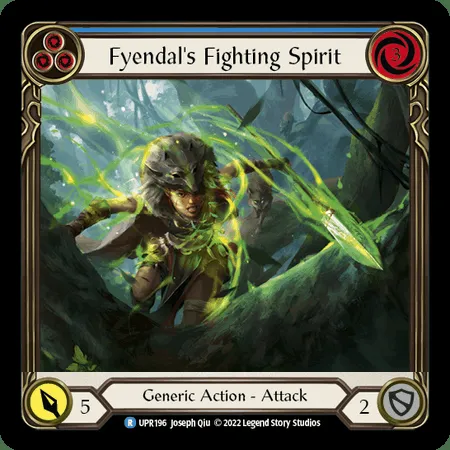 Fyendal's Fighting Spirit
3
5
Generic Action - Attack
2
R UPR196 Joseph Qiu © 2022 Legend Story Studios